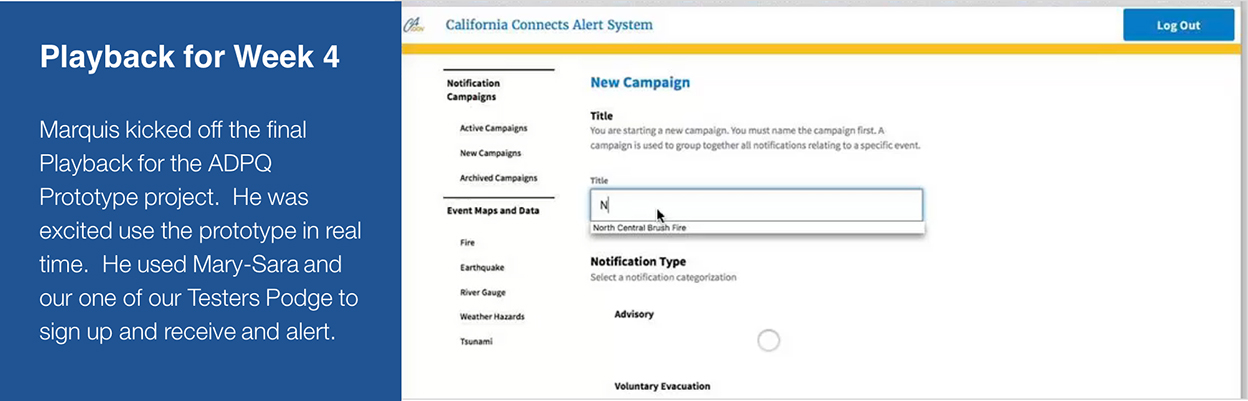 Playback for Week 4
Marquis kicked off the final
Playback for the ADPQ
Prototype project.  He was
excited use the prototype in real
time.  He used Mary-Sara and
our one of our Testers Podge to
sign up and receive and alert.
CA
California Connects Alert System
Log Out
Notification
Campaigns
Active Campaigns
New Campaigns
Archived Campaigns
Event Maps and Data
Fire
Earthquake
River Gauge
Weather Hazards
Tsunami
New Campaign
Title
You are starting a new campaign. You must name the campaign first. A
campaign is used to group together all notifications relating to a specific event.
Title
N
North Central Brush Fire
Notification Type
Select a notification categorization
Advisory
Voluntary Evacuation